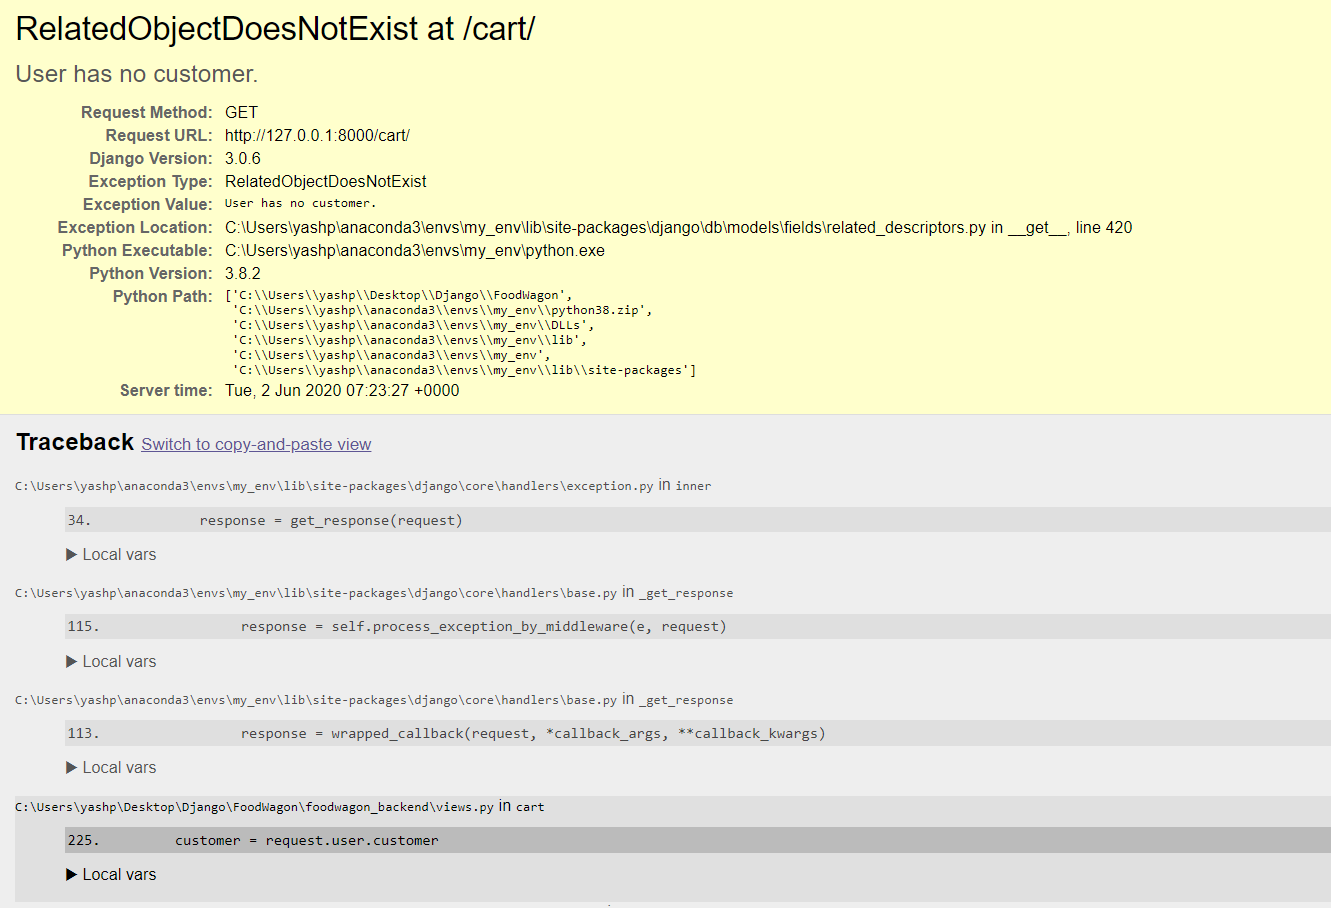 RelatedObjectDoesNotExist at /cart/
User has no customer.
Request Method: GET
Request URL: http://127.0.0.1:8000/cart/
Django Version: 3.0.6
Exception Type: RelatedObjectDoesNotExist
Exception Value: User has no customer.
Exception Location: C:\Users\yashp\anaconda3\envs\my_env\lib\site-packages\django\db\models\fields\related_descriptors.py in __get__, line 420
Python Executable: C:\Users\yashp\anaconda3\envs\my_env\python.exe
Python Version: 3.8.2
Python Path: ['C:\\Users\\yashp\\Desktop\\Django\\FoodWagon',
'C:\\Users\\yashp\\anaconda3\\envs\\my_env\\python38.zip',
'C:\\Users\\yashp\\anaconda3\\envs\\my_env\\DLLs',
'C:\\Users\\yashp\\anaconda3\\envs\\my_env\\lib',
'C:\\Users\\yashp\\anaconda3\\envs\\my_env',
'C:\\Users\\yashp\\anaconda3\\envs\\my_env\\lib\\site-packages']
Server time: Tue, 2 Jun 2020 07:23:27 +0000
Traceback Switch to copy-and-paste view
C:\Users\yashp\anaconda3\envs\my_env\lib\site-packages\django\core\handlers\exception.py in inner
34. response = get_response(request)
▶ Local vars
C:\Users\yashp\anaconda3\envs\my_env\lib\site-packages\django\core\handlers\base.py in _get_response
115. response = self.process_exception_by_middleware(e, request)
▶ Local vars
C:\Users\yashp\anaconda3\envs\my_env\lib\site-packages\django\core\handlers\base.py in _get_response
113. response = wrapped_callback(request, *callback_args, **callback_kwargs)
▶ Local vars
C:\Users\yashp\Desktop\Django\FoodWagon\foodwagon_backend\views.py in cart
225. customer = request.user.customer
▶ Local vars